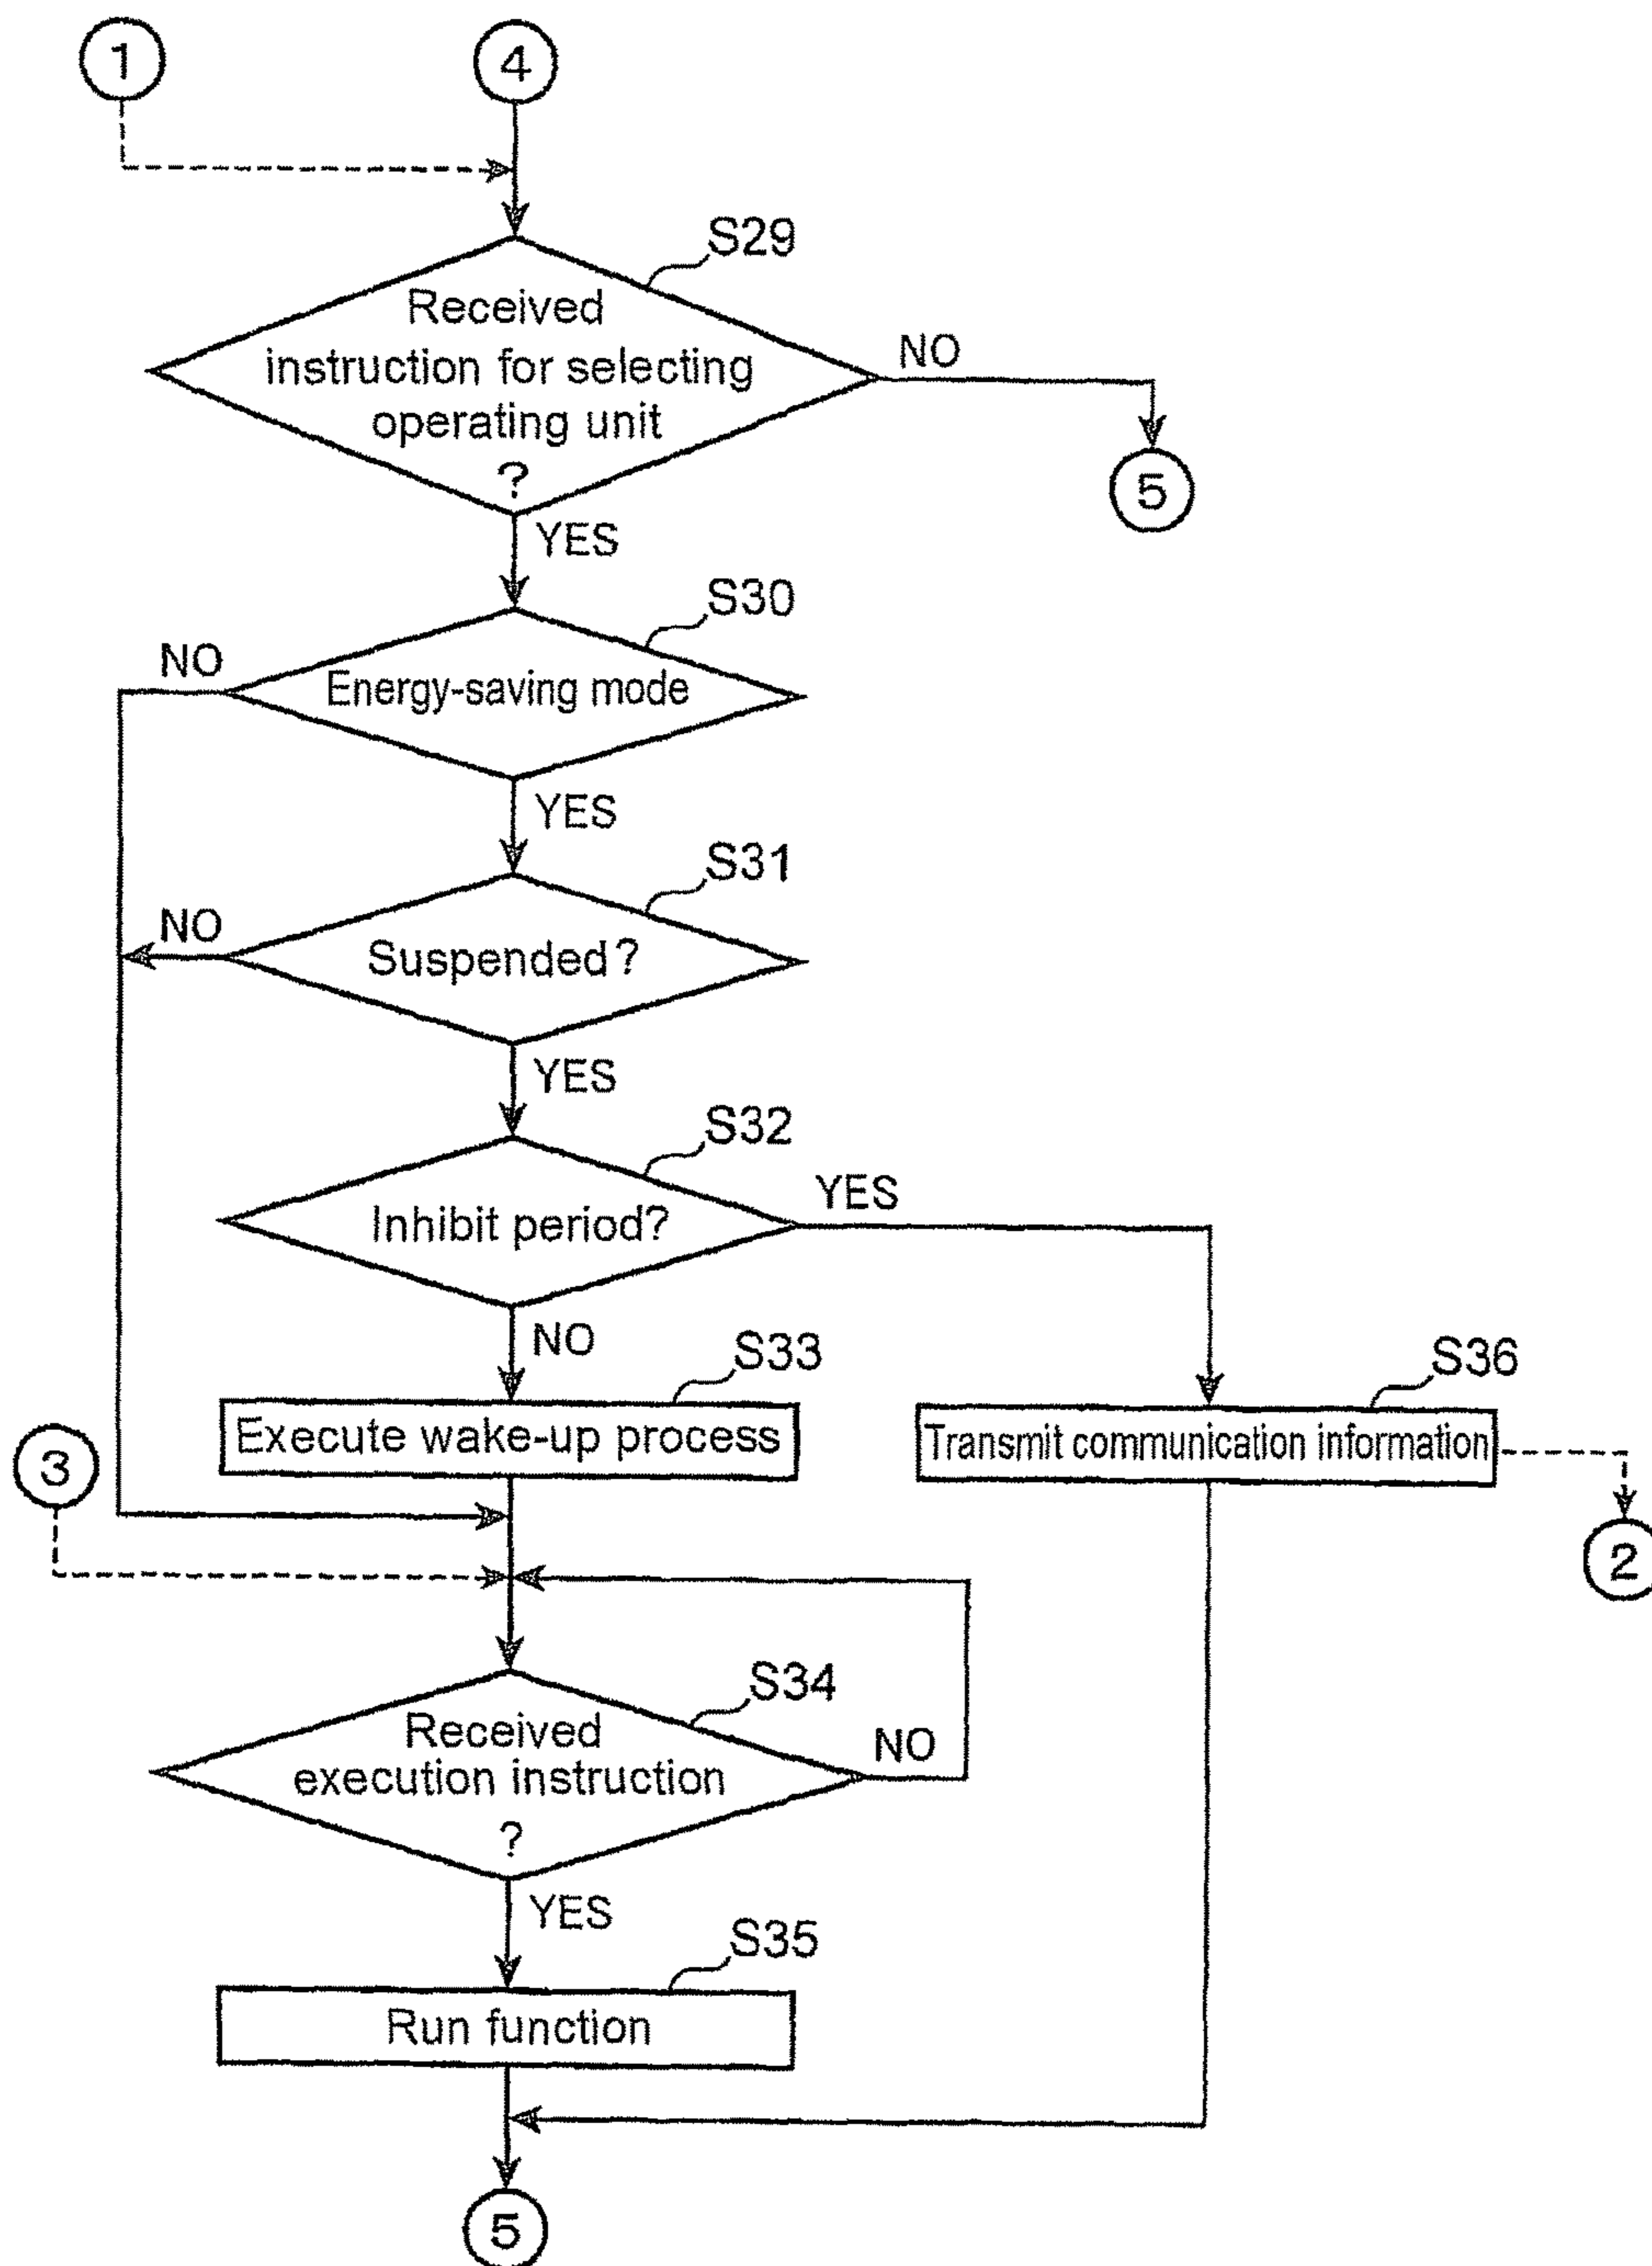 1
4
S29
Received
instruction for selecting
operating unit
?
NO
5
YES
S30
NO
Energy-saving mode
YES
S31
NO
Suspended?
YES
S32
YES
Inhibit period?
NO
S33
S36
Execute wake-up process
Transmit communication information
3
2
S34
Received
execution instruction
?
NO
YES
S35
Run function
5